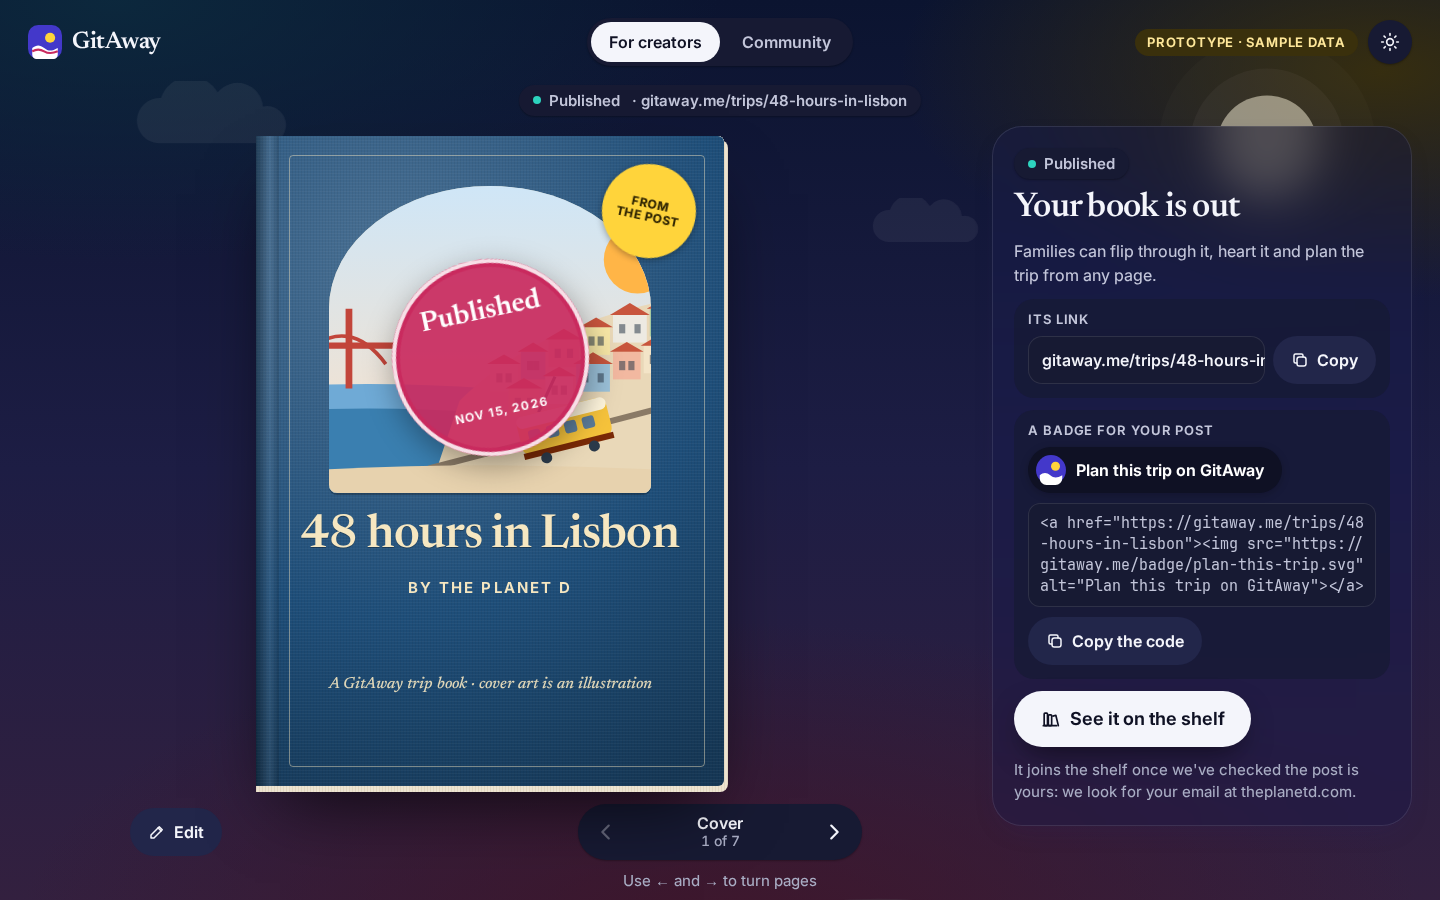 GitAway
For creators
Community
PROTOTYPE · SAMPLE DATA
Published · gitaway.me/trips/48-hours-in-lisbon
FROM
THE POST
Published
NOV 15, 2026
48 hours in Lisbon
BY THE PLANET D
A GitAway trip book · cover art is an illustration
Edit
Cover
1 of 7
Use ← and → to turn pages
Published
Your book is out
Families can flip through it, heart it and plan the
trip from any page.
ITS LINK
gitaway.me/trips/48-hours-in
Copy
A BADGE FOR YOUR POST
Plan this trip on GitAway
<a href="https://gitaway.me/trips/48
-hours-in-lisbon"><img src="https://
gitaway.me/badge/plan-this-trip.svg"
alt="Plan this trip on GitAway"></a>
Copy the code
See it on the shelf
It joins the shelf once we've checked the post is
yours: we look for your email at theplanetd.com.